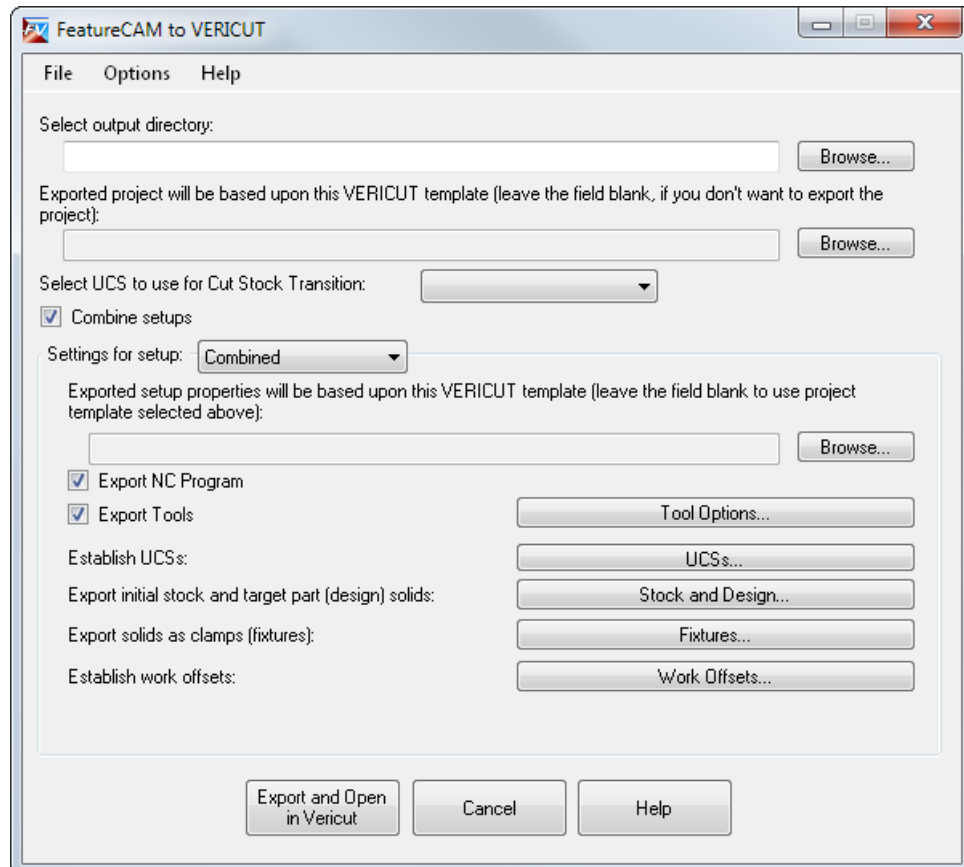 FeatureCAM to VERICUT
File Options Help
Select output directory:
Browse...
Exported project will be based upon this VERICUT template (leave the field blank, if you don't want to export the
project):
Browse...
Select UCS to use for Cut Stock Transition:
Combine setups
Settings for setup: Combined
Exported setup properties will be based upon this VERICUT template (leave the field blank to use project
template selected above):
Browse...
Export NC Program
Export Tools Tool Options...
Establish UCSs: UCSs...
Export initial stock and target part (design) solids: Stock and Design...
Export solids as clamps (fixtures): Fixtures...
Establish work offsets: Work Offsets...
Export and Open
in Vericut
Cancel
Help